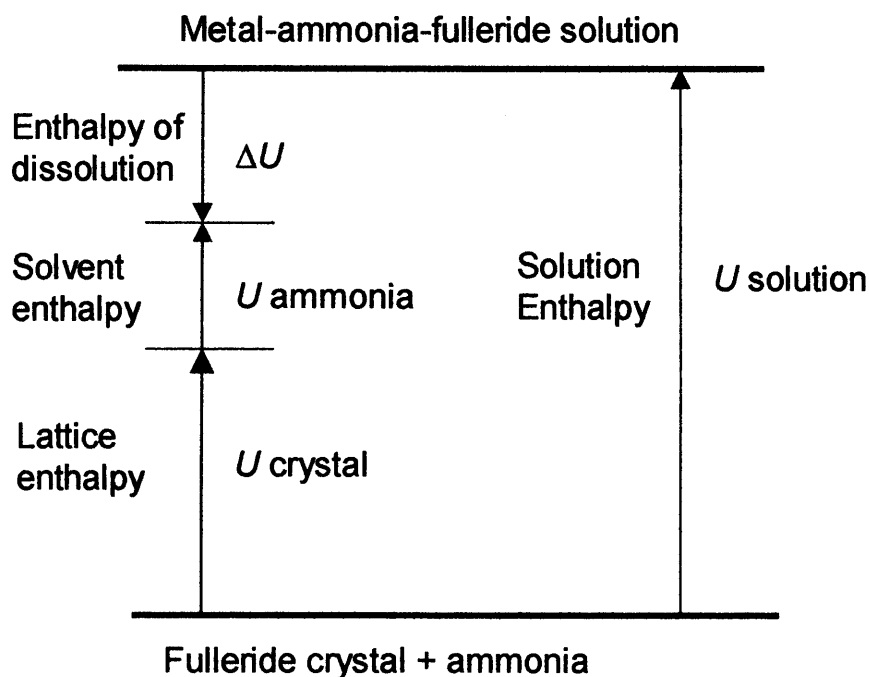 Metal-ammonia-fulleride solution
Enthalpy of
dissolution
ΔU
Solvent
enthalpy
U ammonia
Solution
Enthalpy
U solution
Lattice
enthalpy
U crystal
Fulleride crystal + ammonia